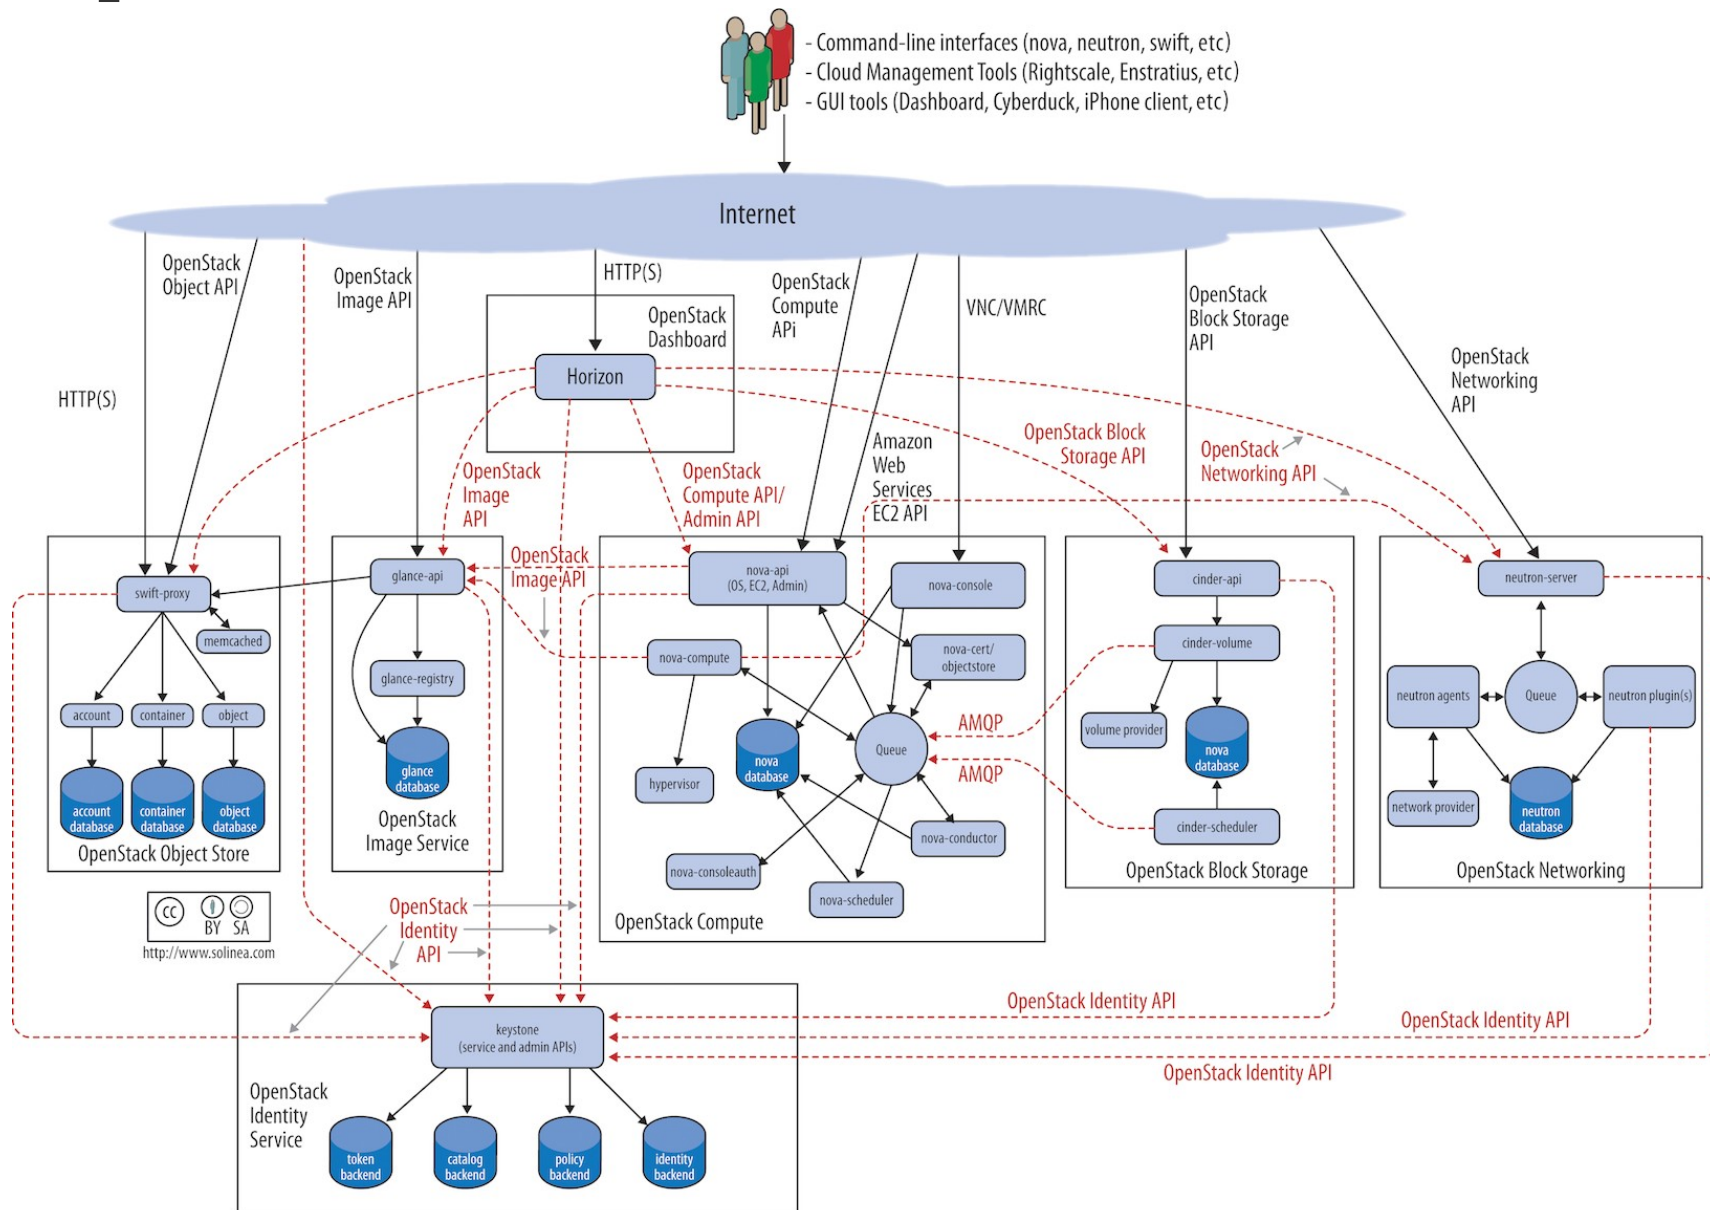 - Command-line interfaces (nova, neutron, swift, etc)
- Cloud Management Tools (Rightscale, Enstratius, etc)
- GUI tools (Dashboard, Cyberduck, iPhone client, etc)
Internet
OpenStack
Object API
OpenStack
Image API
HTTP(S)
OpenStack
Compute
APi
VNC/VMRC
OpenStack
Block Storage
API
OpenStack
Networking
API
HTTP(S)
OpenStack
Dashboard
Horizon
OpenStack
Image
API
OpenStack
Compute API/
Admin API
Amazon
Web
Services
EC2 API
OpenStack Block
Storage API
OpenStack
Networking API
swift-proxy
memcached
account
container
object
account
database
container
database
object
database
OpenStack Object Store
glance-api
glance-registry
glance
database
OpenStack
Image Service
OpenStack
Image API
nova-api
(OS, EC2, Admin)
nova-console
nova-compute
nova-cert/
objectstore
hypervisor
nova
database
Queue
nova-conductor
nova-consoleauth
nova-scheduler
OpenStack Compute
AMQP
AMQP
cinder-api
cinder-volume
volume provider
nova
database
cinder-scheduler
OpenStack Block Storage
neutron-server
neutron agents
Queue
neutron plugin(s)
network provider
neutron
database
OpenStack Networking
CC
BY SA
http://www.solinea.com
OpenStack
Identity
API
OpenStack Identity API
OpenStack Identity API
OpenStack Identity API
keystone
(service and admin APIs)
OpenStack
Identity
Service
token
backend
catalog
backend
policy
backend
identity
backend